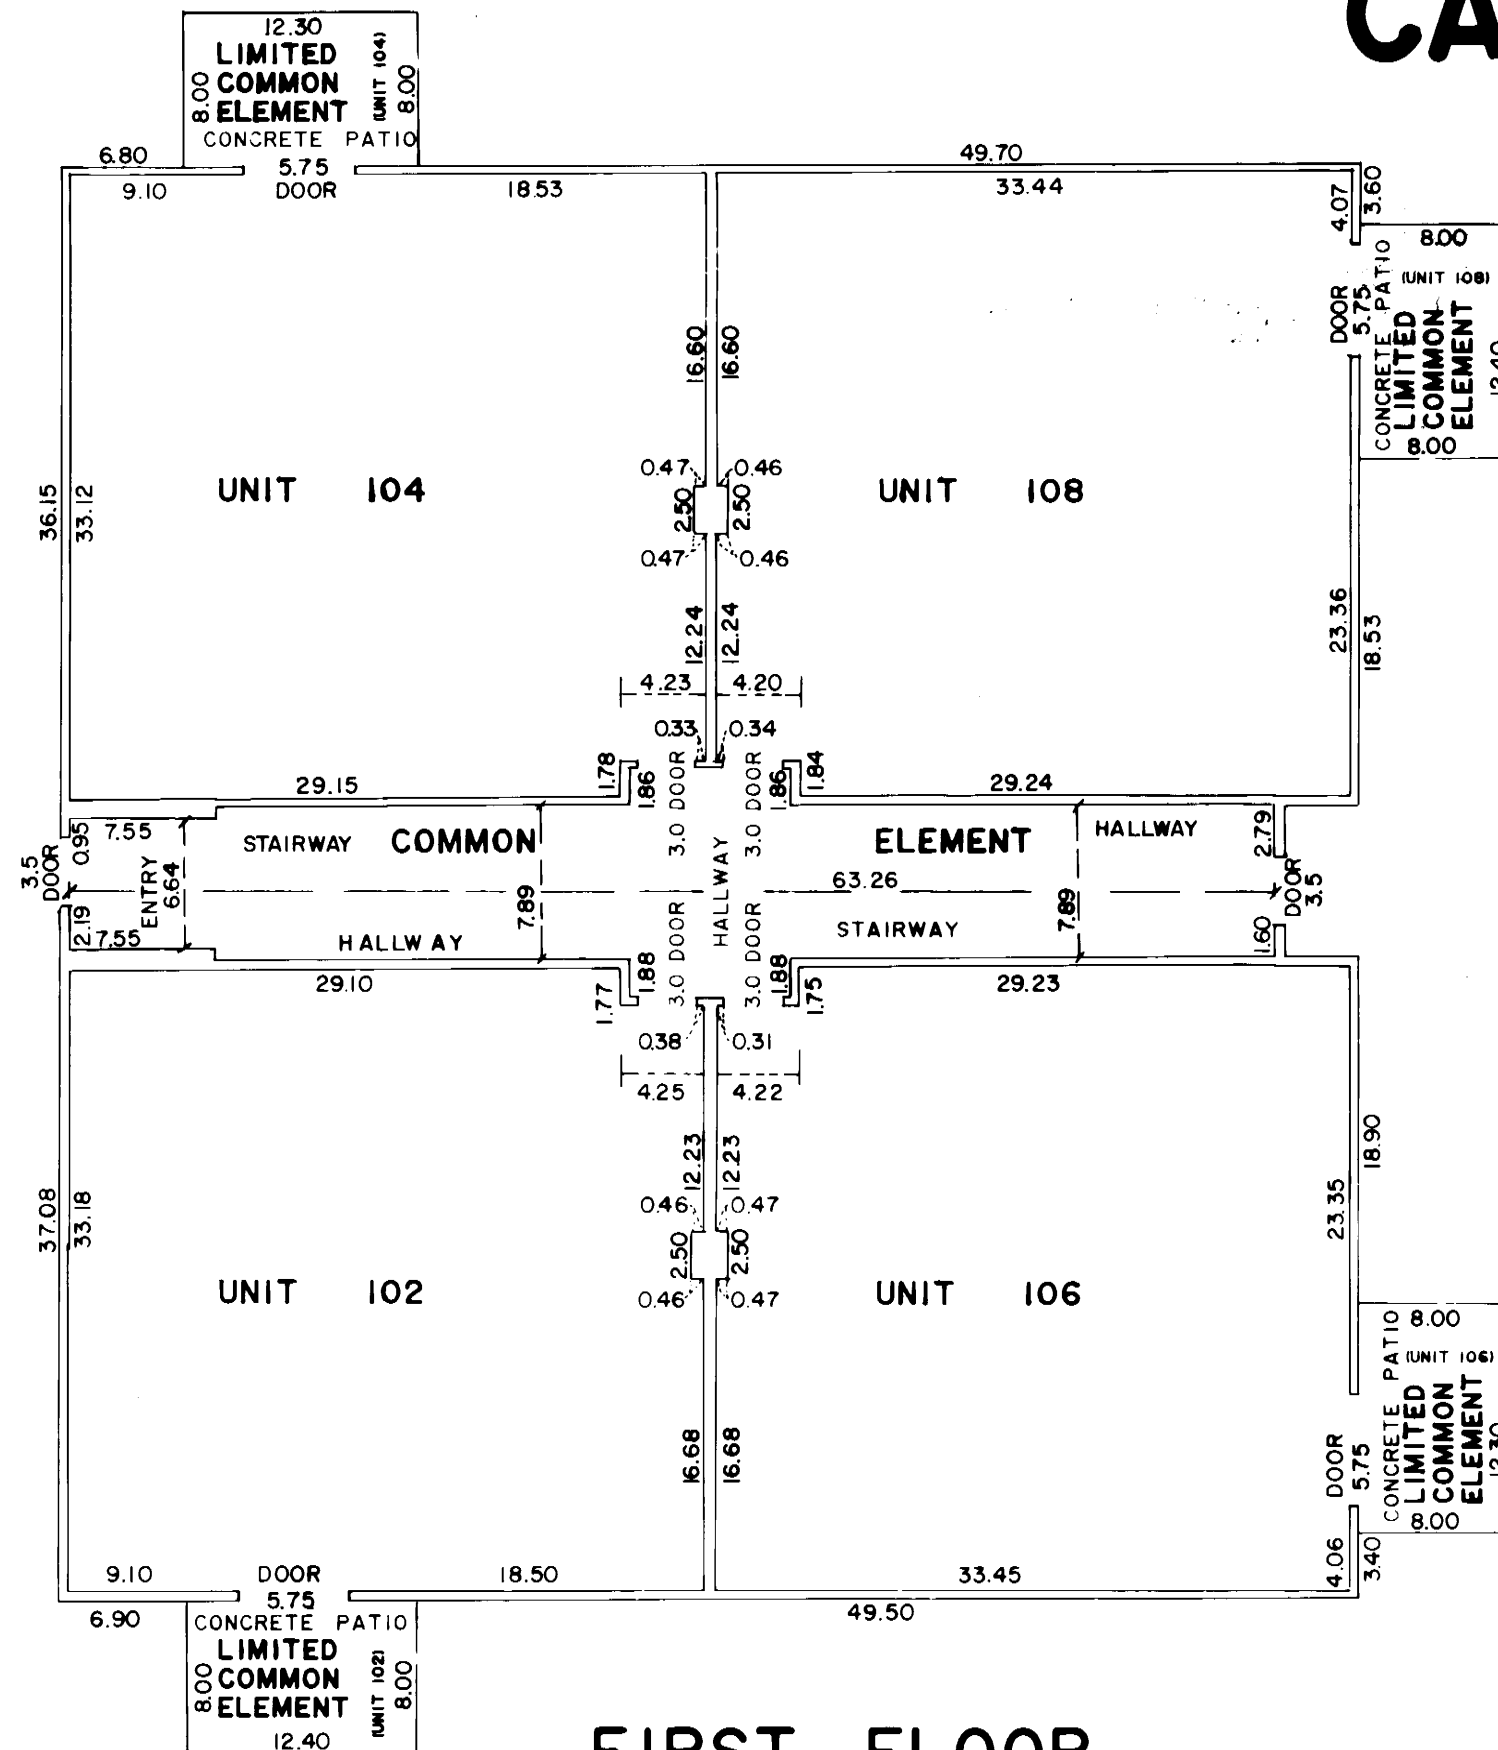 CA
12.30
LIMITED
COMMON
ELEMENT
(UNIT 104)
8.00
8.00
CONCRETE PATIO
6.80
5.75
49.70
9.10
DOOR
18.53
33.44
4.07
3.60
8.00
(UNIT 108)
CONCRETE PATIO
LIMITED
COMMON
ELEMENT
DOOR
5.75
8.00
16.60
16.60
0.47
0.46
UNIT 104
UNIT 108
2.50
2.50
36.15
33.12
0.47
0.46
12.24
12.24
23.36
18.53
4.23
4.20
0.33
0.34
1.78
1.86
3.0 DOOR
3.0 DOOR
1.86
1.84
29.15
29.24
7.55
0.95
STAIRWAY
COMMON
ELEMENT
HALLWAY
2.79
3.5
DOOR
ENTRY
6.64
7.89
HALLWAY
63.26
7.89
DOOR
3.5
2.19
7.55
HALLWAY
STAIRWAY
1.60
29.10
1.77
1.88
3.0 DOOR
3.0 DOOR
1.88
1.75
29.23
0.38
0.31
4.25
4.22
12.23
12.23
18.90
37.08
33.18
0.46
0.47
23.35
2.50
2.50
UNIT 102
UNIT 106
0.46
0.47
8.00
(UNIT 106)
CONCRETE PATIO
LIMITED
COMMON
ELEMENT
12.30
16.68
16.68
DOOR
5.75
8.00
9.10
DOOR
18.50
33.45
4.06
3.40
6.90
5.75
49.50
CONCRETE PATIO
LIMITED
COMMON
ELEMENT
(UNIT 102)
8.00
8.00
12.40
FIRST FLOOR